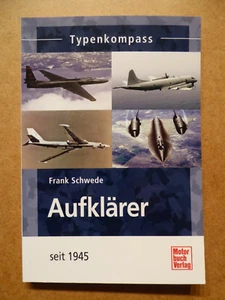 Typenkompass
Frank Schwede
Aufklärer
seit 1945
Motor
buch
Verlag